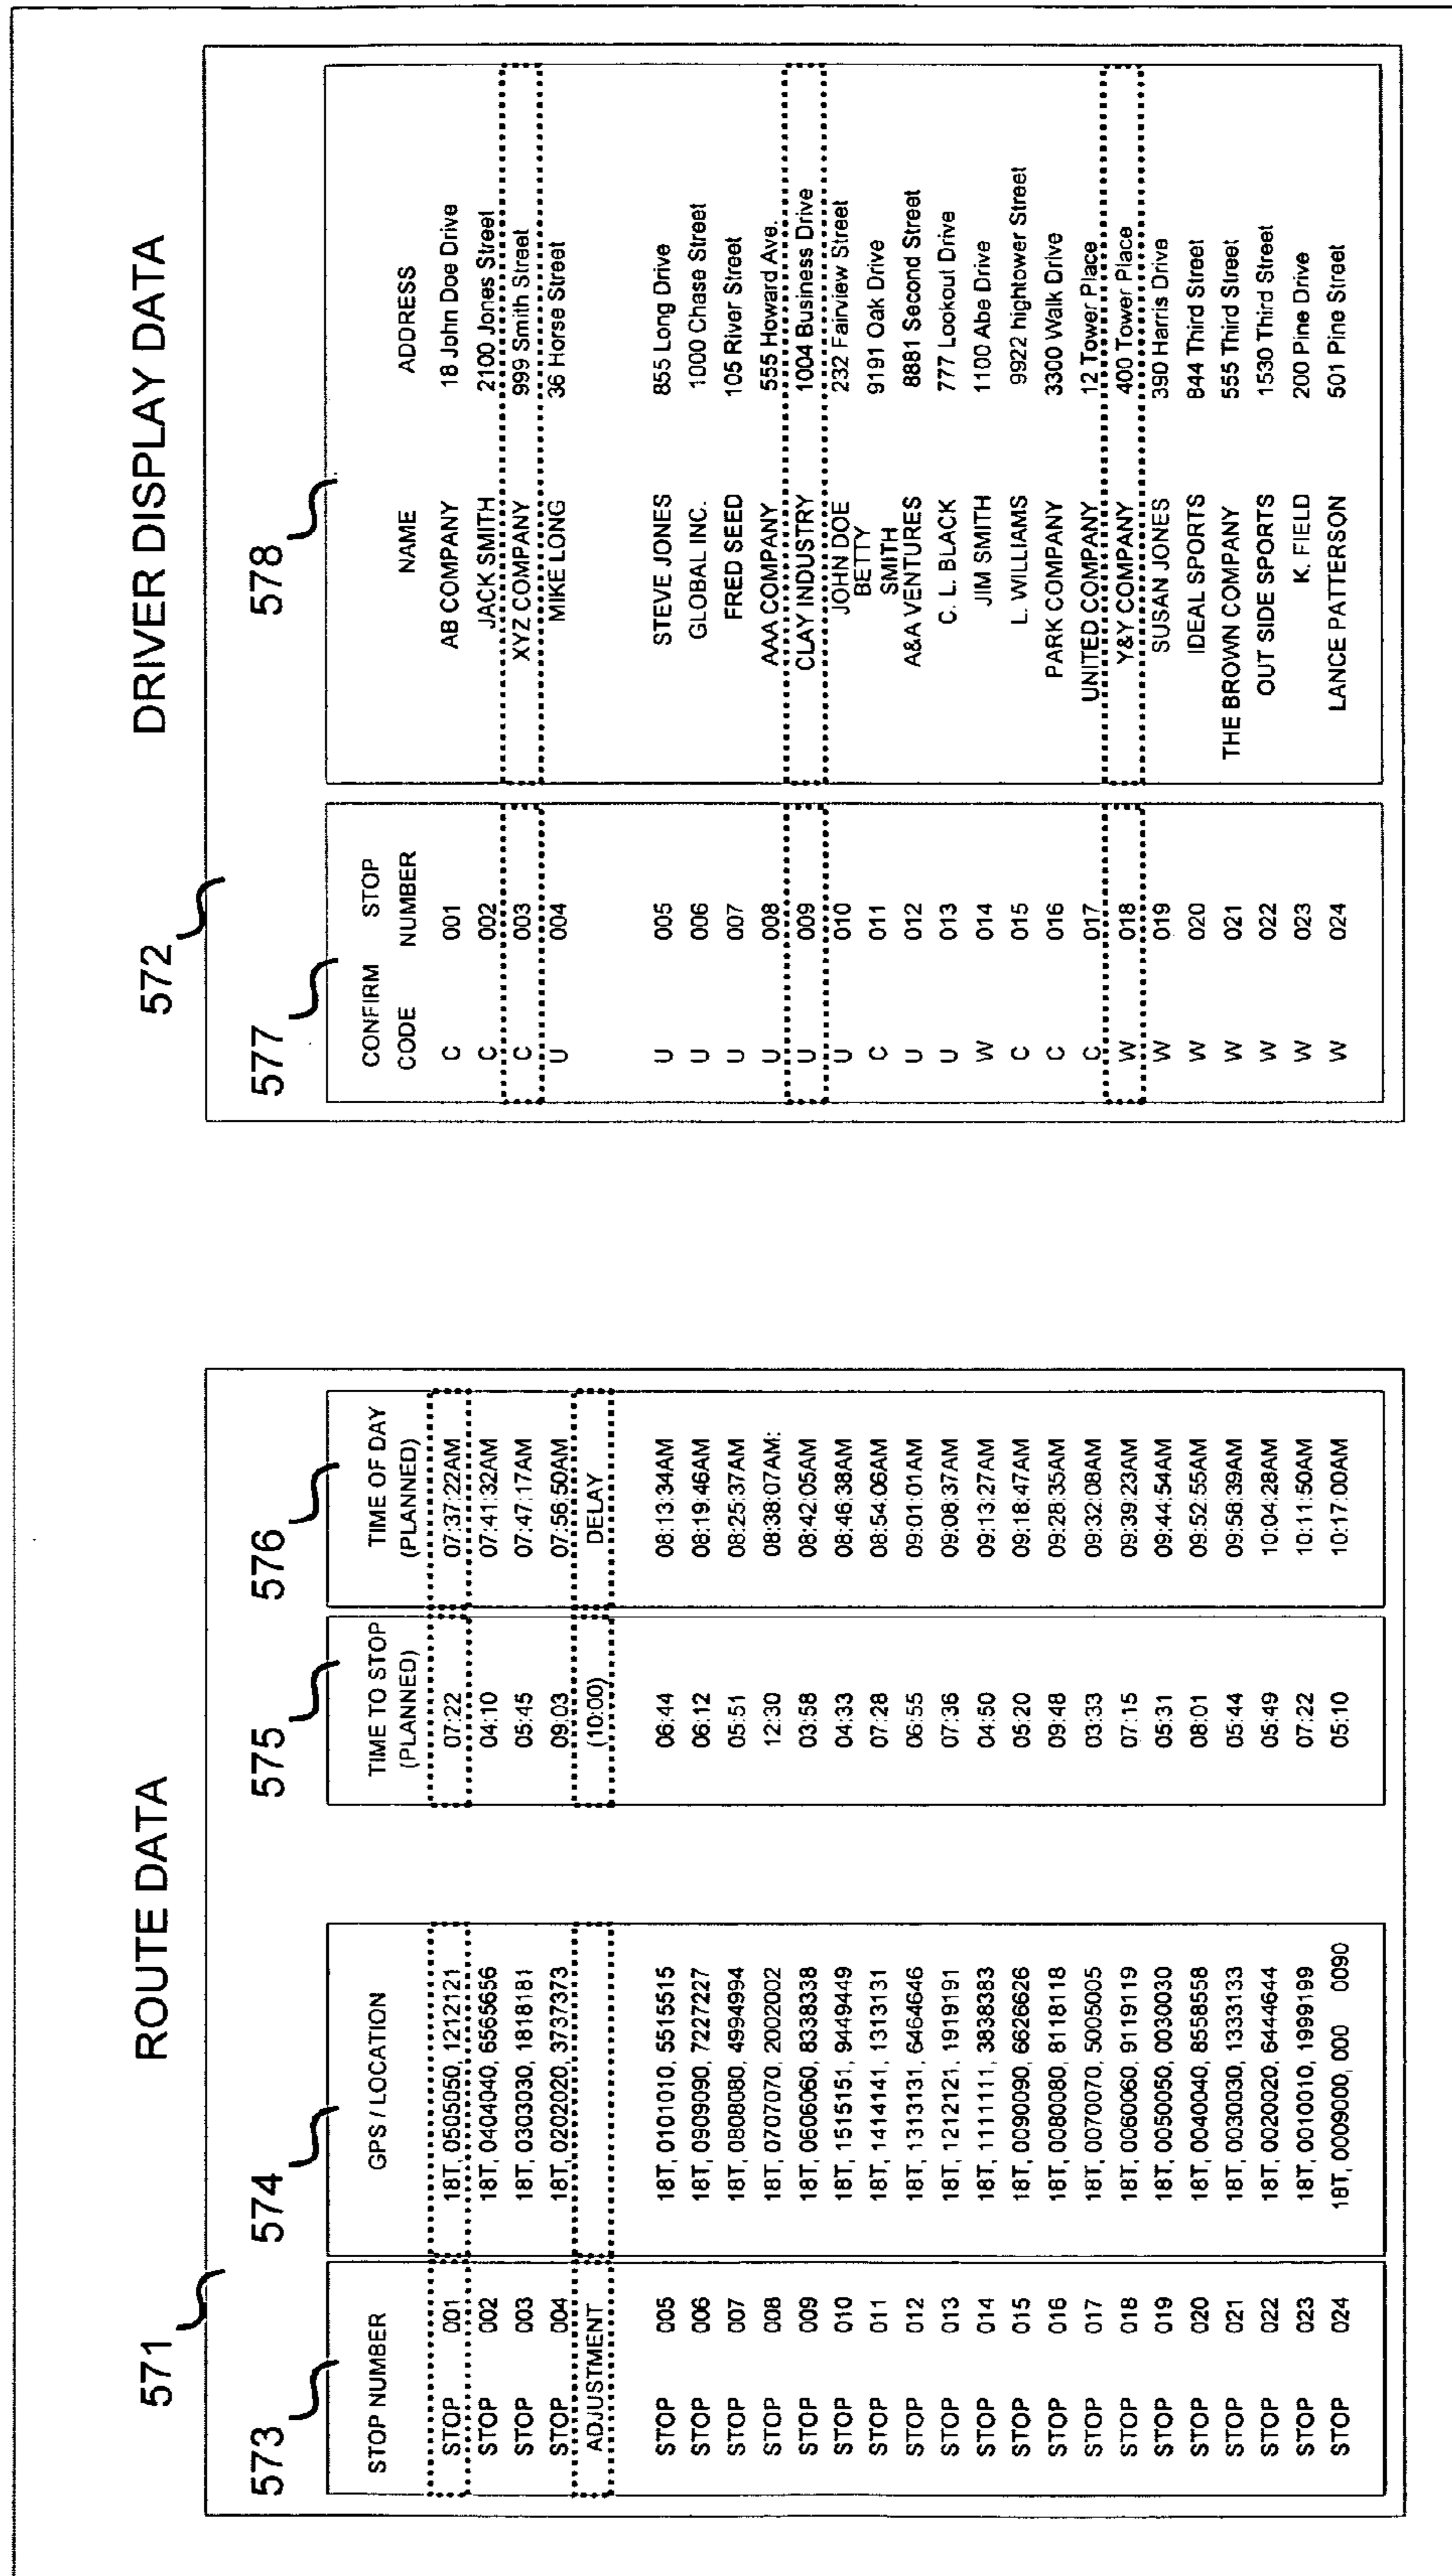 ROUTE DATA
571
573
574
575
576
STOP NUMBER GPS / LOCATION TIME TO STOP (PLANNED) TIME OF DAY (PLANNED)
STOP 001 18T, 0505050, 1212121 07:22 07:37:22AM
STOP 002 18T, 0404040, 6565656 04:10 07:41:32AM
STOP 003 18T, 0303030, 1818181 05:45 07:47:17AM
STOP 004 18T, 0202020, 3737373 09:03 07:56:50AM
ADJUSTMENT (10:00) DELAY
STOP 005 18T, 0101010, 5515515 06:44 08:13:34AM
STOP 006 18T, 0909090, 7227227 06:12 08:19:46AM
STOP 007 18T, 0808080, 4994994 05:51 08:25:37AM
STOP 008 18T, 0707070, 2002002 12:30 08:38:07AM:
STOP 009 18T, 0606060, 8338338 03:58 08:42:05AM
STOP 010 18T, 1515151, 9449449 04:33 08:46:38AM
STOP 011 18T, 1414141, 1313131 07:28 08:54:06AM
STOP 012 18T, 1313131, 6464646 06:55 09:01:01AM
STOP 013 18T, 1212121, 1919191 07:36 09:08:37AM
STOP 014 18T, 1111111, 3838383 04:50 09:13:27AM
STOP 015 18T, 0090090, 6626626 05:20 09:18:47AM
STOP 016 18T, 0080080, 8118118 09:48 09:28:35AM
STOP 017 18T, 0070070, 5005005 03:33 09:32:08AM
STOP 018 18T, 0060060, 9119119 07:15 09:39:23AM
STOP 019 18T, 0050050, 0030030 05:31 09:44:54AM
STOP 020 18T, 0040040, 8558558 08:01 09:52:55AM
STOP 021 18T, 0030030, 1333133 05:44 09:58:39AM
STOP 022 18T, 0020020, 6444644 05:49 10:04:28AM
STOP 023 18T, 0010010, 1999199 07:22 10:11:50AM
STOP 024 18T, 0009000, 000 0090 05:10 10:17:00AM
DRIVER DISPLAY DATA
572
577
578
CONFIRM CODE STOP NUMBER NAME ADDRESS
C 001 AB COMPANY 18 John Doe Drive
C 002 JACK SMITH 2100 Jones Street
C 003 XYZ COMPANY 999 Smith Street
U 004 MIKE LONG 36 Horse Street
U 005 STEVE JONES 855 Long Drive
U 006 GLOBAL INC. 1000 Chase Street
U 007 FRED SEED 105 River Street
U 008 AAA COMPANY 555 Howard Ave.
U 009 CLAY INDUSTRY 1004 Business Drive
U 010 JOHN DOE 232 Fairview Street
C 011 BETTY SMITH 9191 Oak Drive
U 012 A&A VENTURES 8881 Second Street
U 013 C. L. BLACK 777 Lookout Drive
W 014 JIM SMITH 1100 Abe Drive
C 015 L. WILLIAMS 9922 hightower Street
C 016 PARK COMPANY 3300 Walk Drive
C 017 UNITED COMPANY 12 Tower Place
W 018 Y&Y COMPANY 400 Tower Place
W 019 SUSAN JONES 390 Harris Drive
W 020 IDEAL SPORTS 844 Third Street
W 021 THE BROWN COMPANY 555 Third Street
W 022 OUT SIDE SPORTS 1530 Third Street
W 023 K. FIELD 200 Pine Drive
W 024 LANCE PATTERSON 501 Pine Street